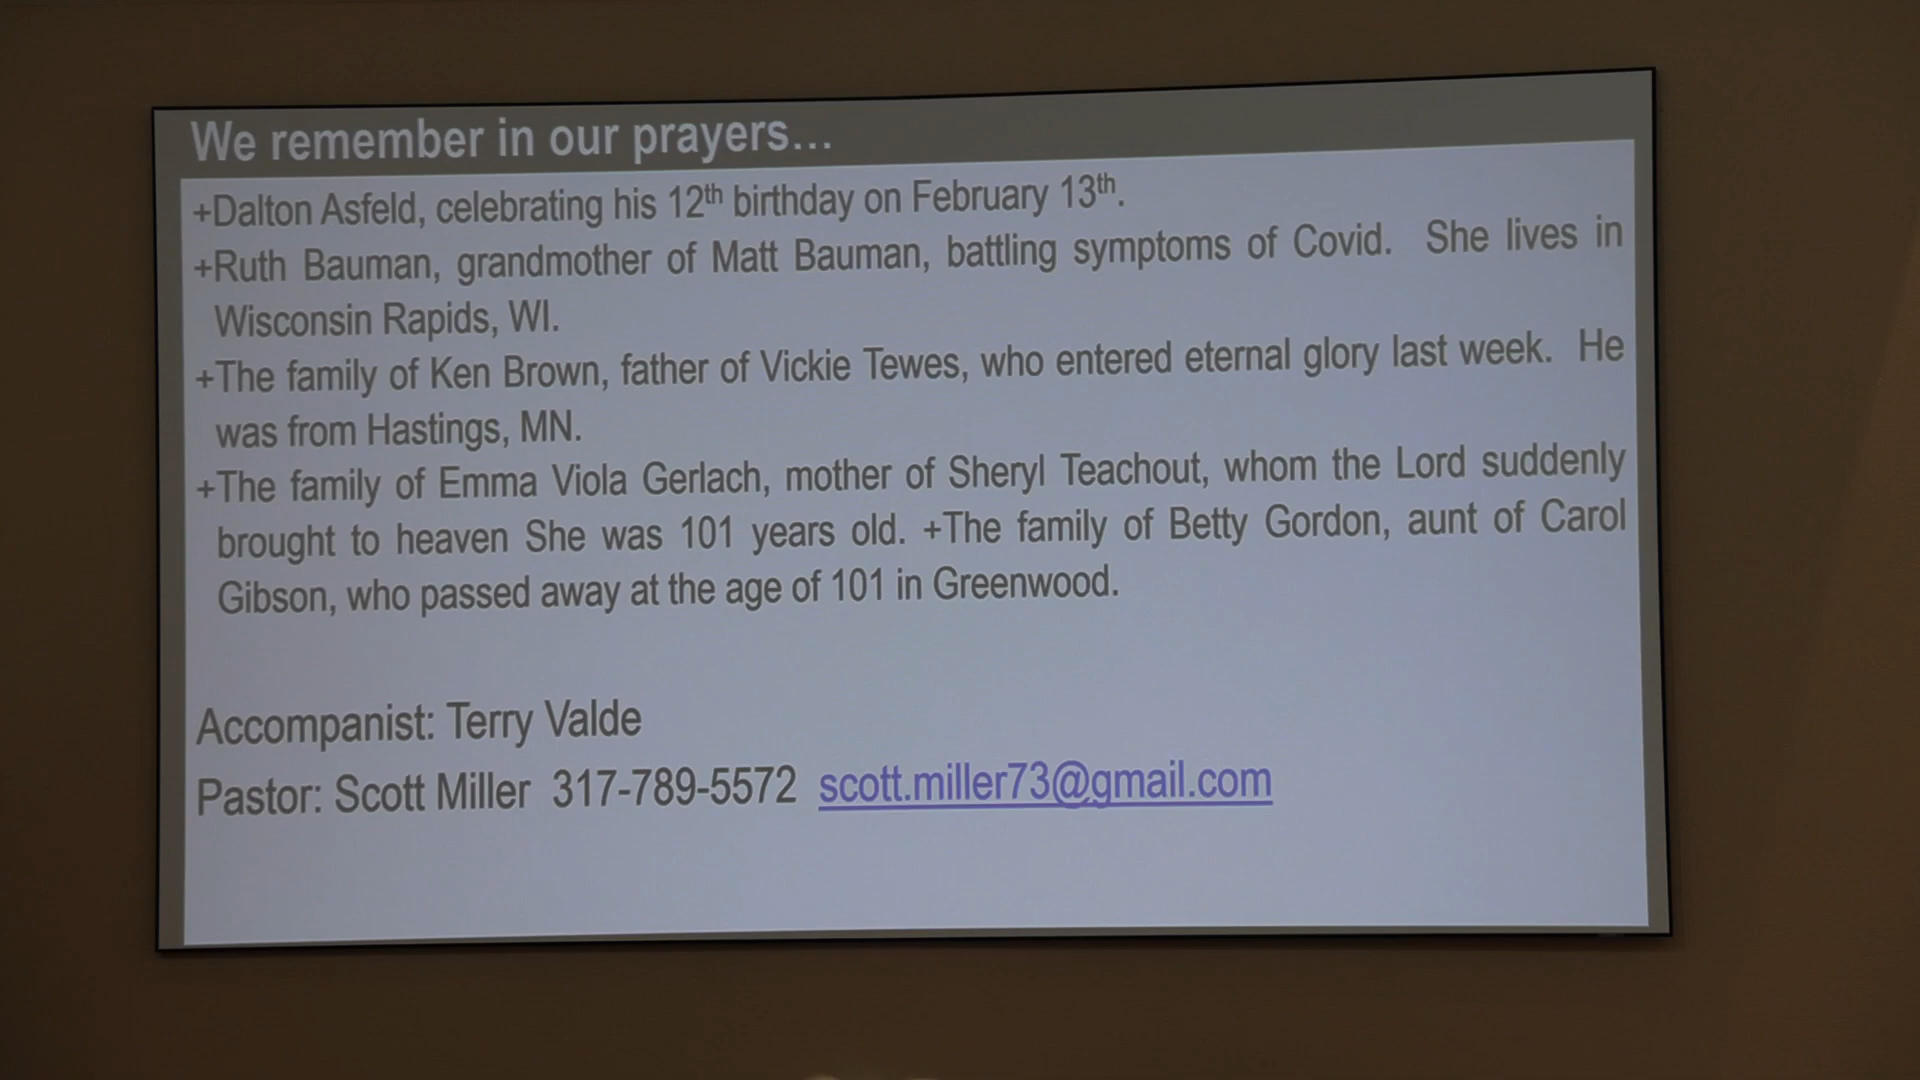 We remember in our prayers...
+Dalton Asfeld, celebrating his 12th birthday on February 13th.
+Ruth Bauman, grandmother of Matt Bauman, battling symptoms of Covid. She lives in
Wisconsin Rapids, WI.
+The family of Ken Brown, father of Vickie Tewes, who entered eternal glory last week. He
was from Hastings, MN.
+The family of Emma Viola Gerlach, mother of Sheryl Teachout, whom the Lord suddenly
brought to heaven She was 101 years old. +The family of Betty Gordon, aunt of Carol
Gibson, who passed away at the age of 101 in Greenwood.
Accompanist: Terry Valde
Pastor: Scott Miller 317-789-5572 scott.miller73@gmail.com